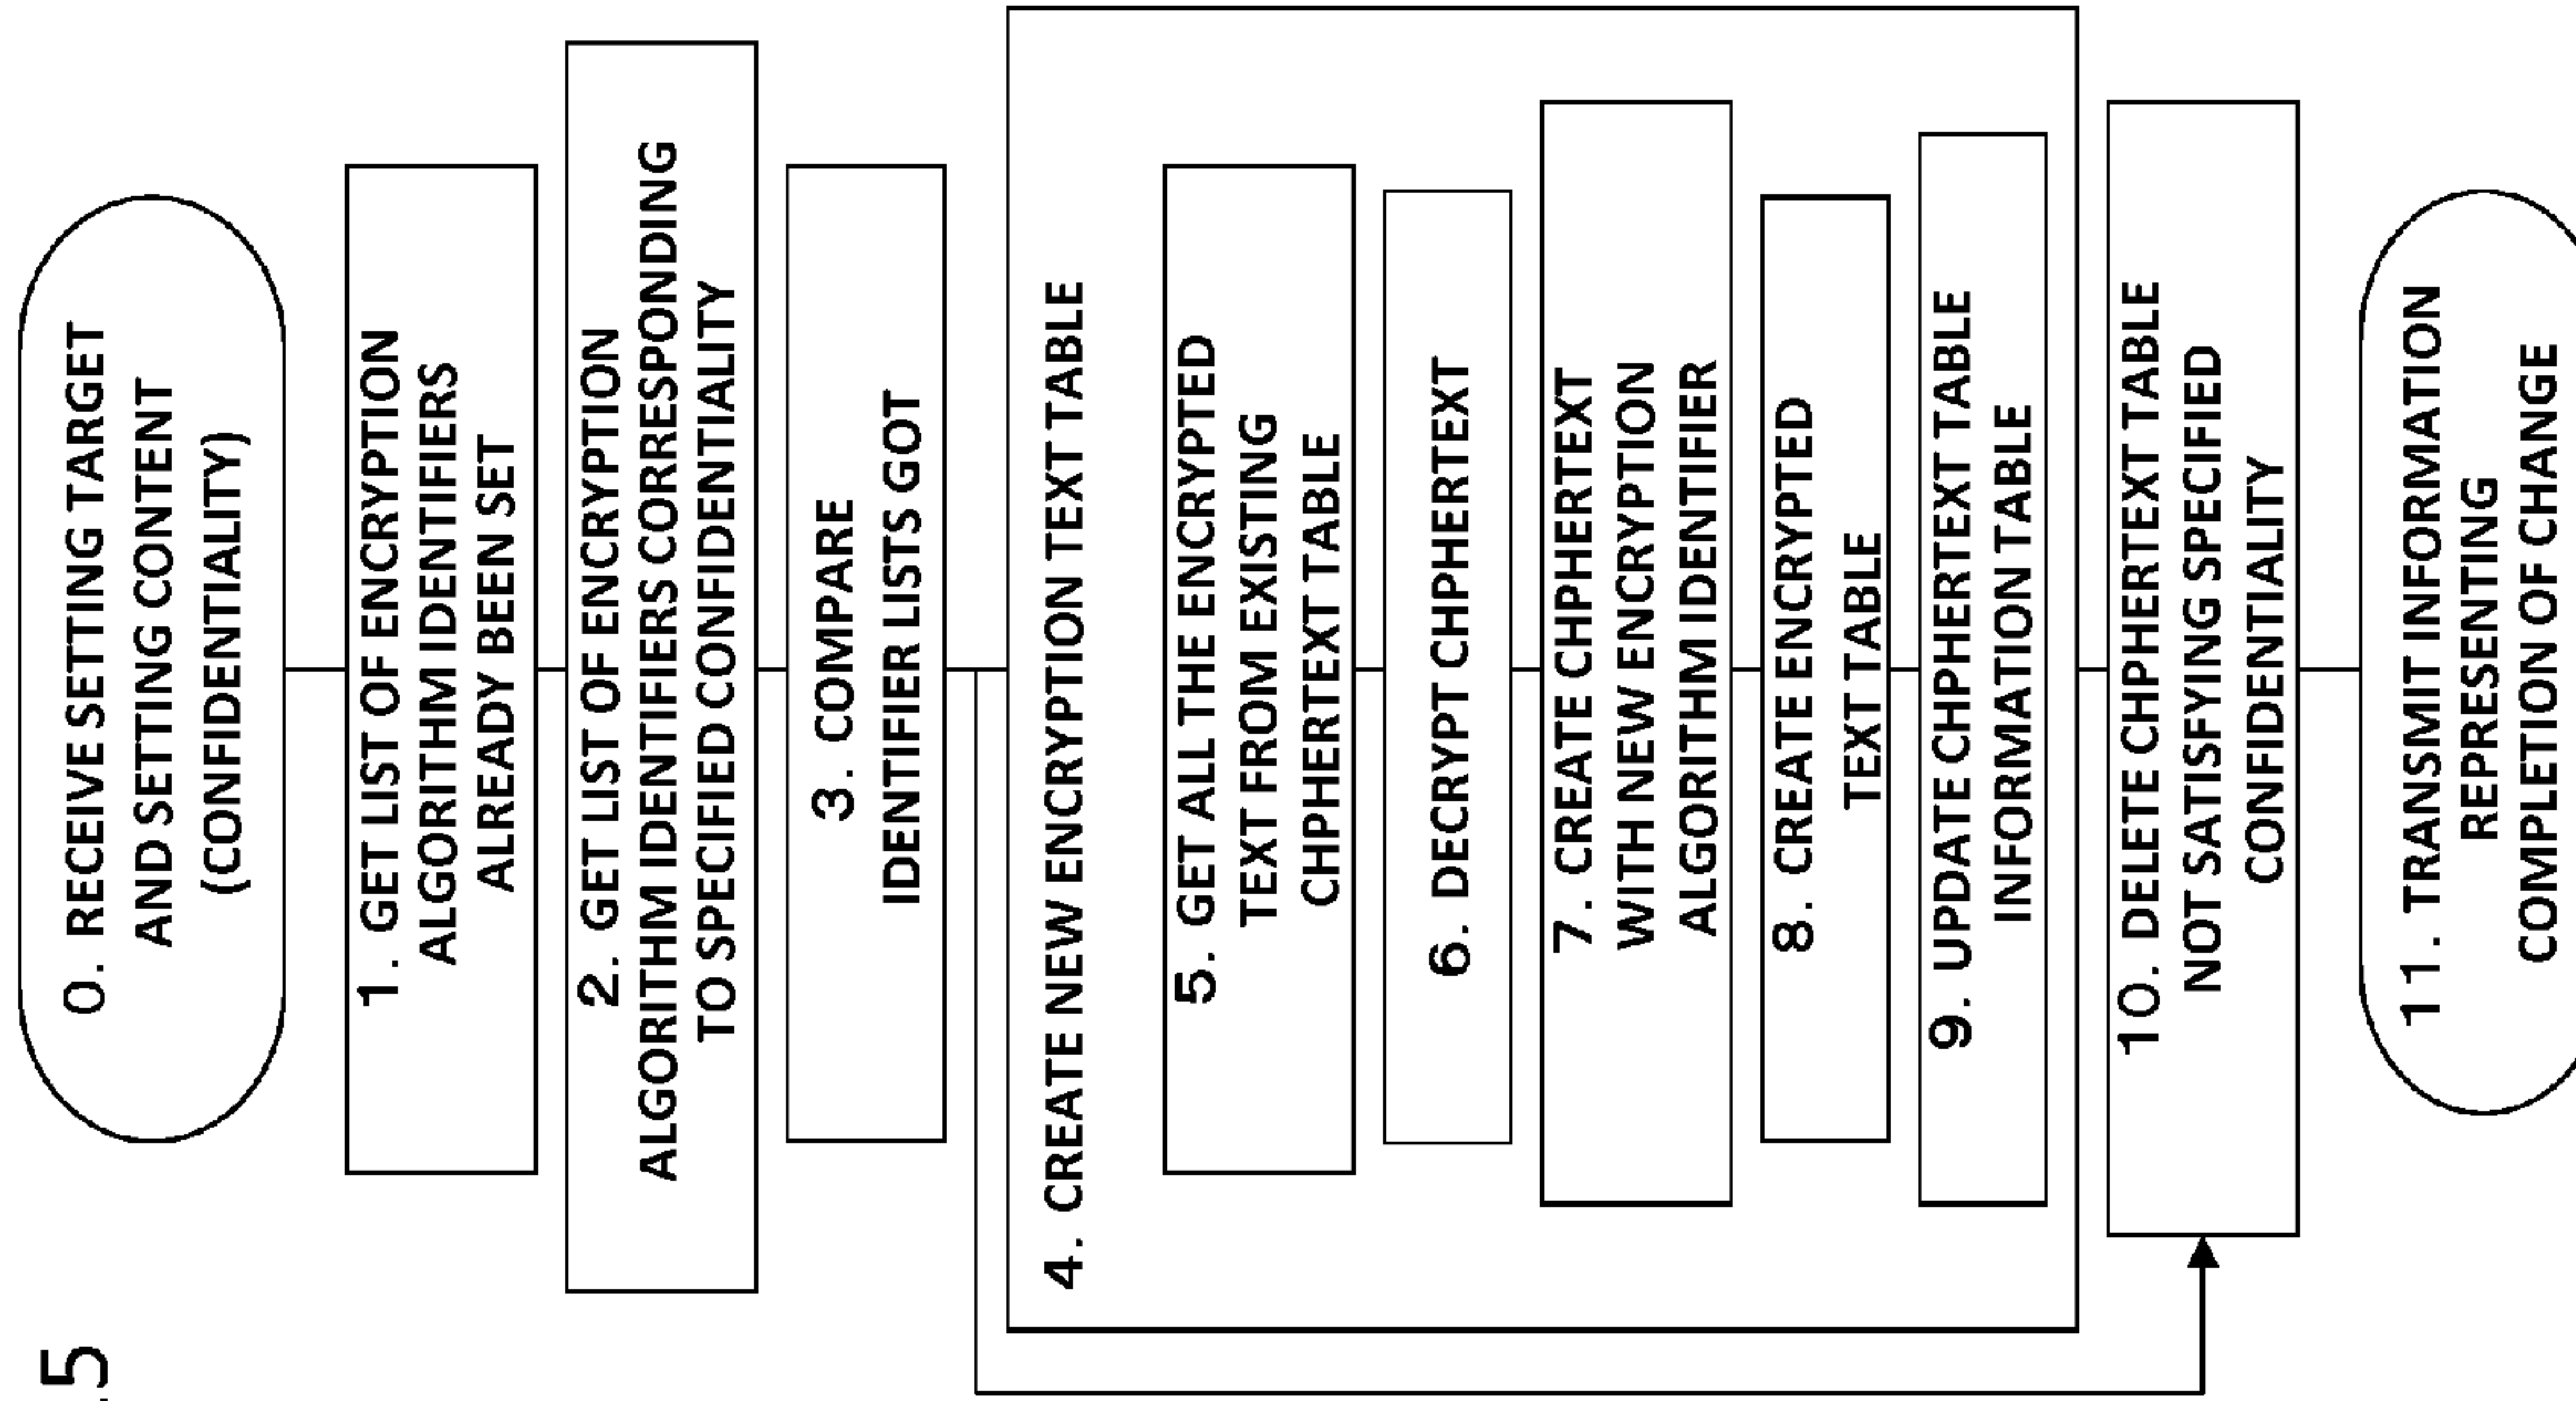 .5
0. RECEIVE SETTING TARGET
AND SETTING CONTENT
(CONFIDENTIALITY)
1. GET LIST OF ENCRYPTION
ALGORITHM IDENTIFIERS
ALREADY BEEN SET
2. GET LIST OF ENCRYPTION
ALGORITHM IDENTIFIERS CORRESPONDING
TO SPECIFIED CONFIDENTIALITY
3. COMPARE
IDENTIFIER LISTS GOT
4. CREATE NEW ENCRYPTION TEXT TABLE
5. GET ALL THE ENCRYPTED
TEXT FROM EXISTING
CHPHERTEXT TABLE
6. DECRYPT CHPHERTEXT
7. CREATE CHPHERTEXT
WITH NEW ENCRYPTION
ALGORITHM IDENTIFIER
8. CREATE ENCRYPTED
TEXT TABLE
9. UPDATE CHPHERTEXT TABLE
INFORMATION TABLE
10. DELETE CHPHERTEXT TABLE
NOT SATISFYING SPECIFIED
CONFIDENTIALITY
11. TRANSMIT INFORMATION
REPRESENTING
COMPLETION OF CHANGE